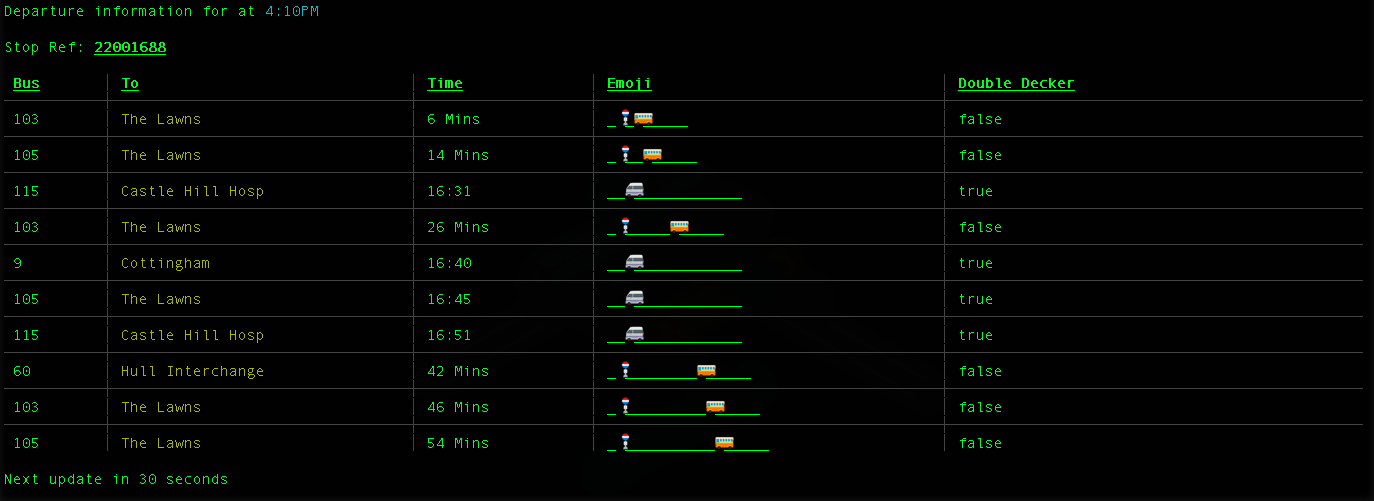 Departure information for at 4:10PM
Stop Ref: 22001688
Bus To Time Emoji Double Decker
103 The Lawns 6 Mins false
105 The Lawns 14 Mins false
115 Castle Hill Hosp 16:31 true
103 The Lawns 26 Mins false
9 Cottingham 16:40 true
105 The Lawns 16:45 true
115 Castle Hill Hosp 16:51 true
60 Hull Interchange 42 Mins false
103 The Lawns 46 Mins false
105 The Lawns 54 Mins false
Next update in 30 seconds